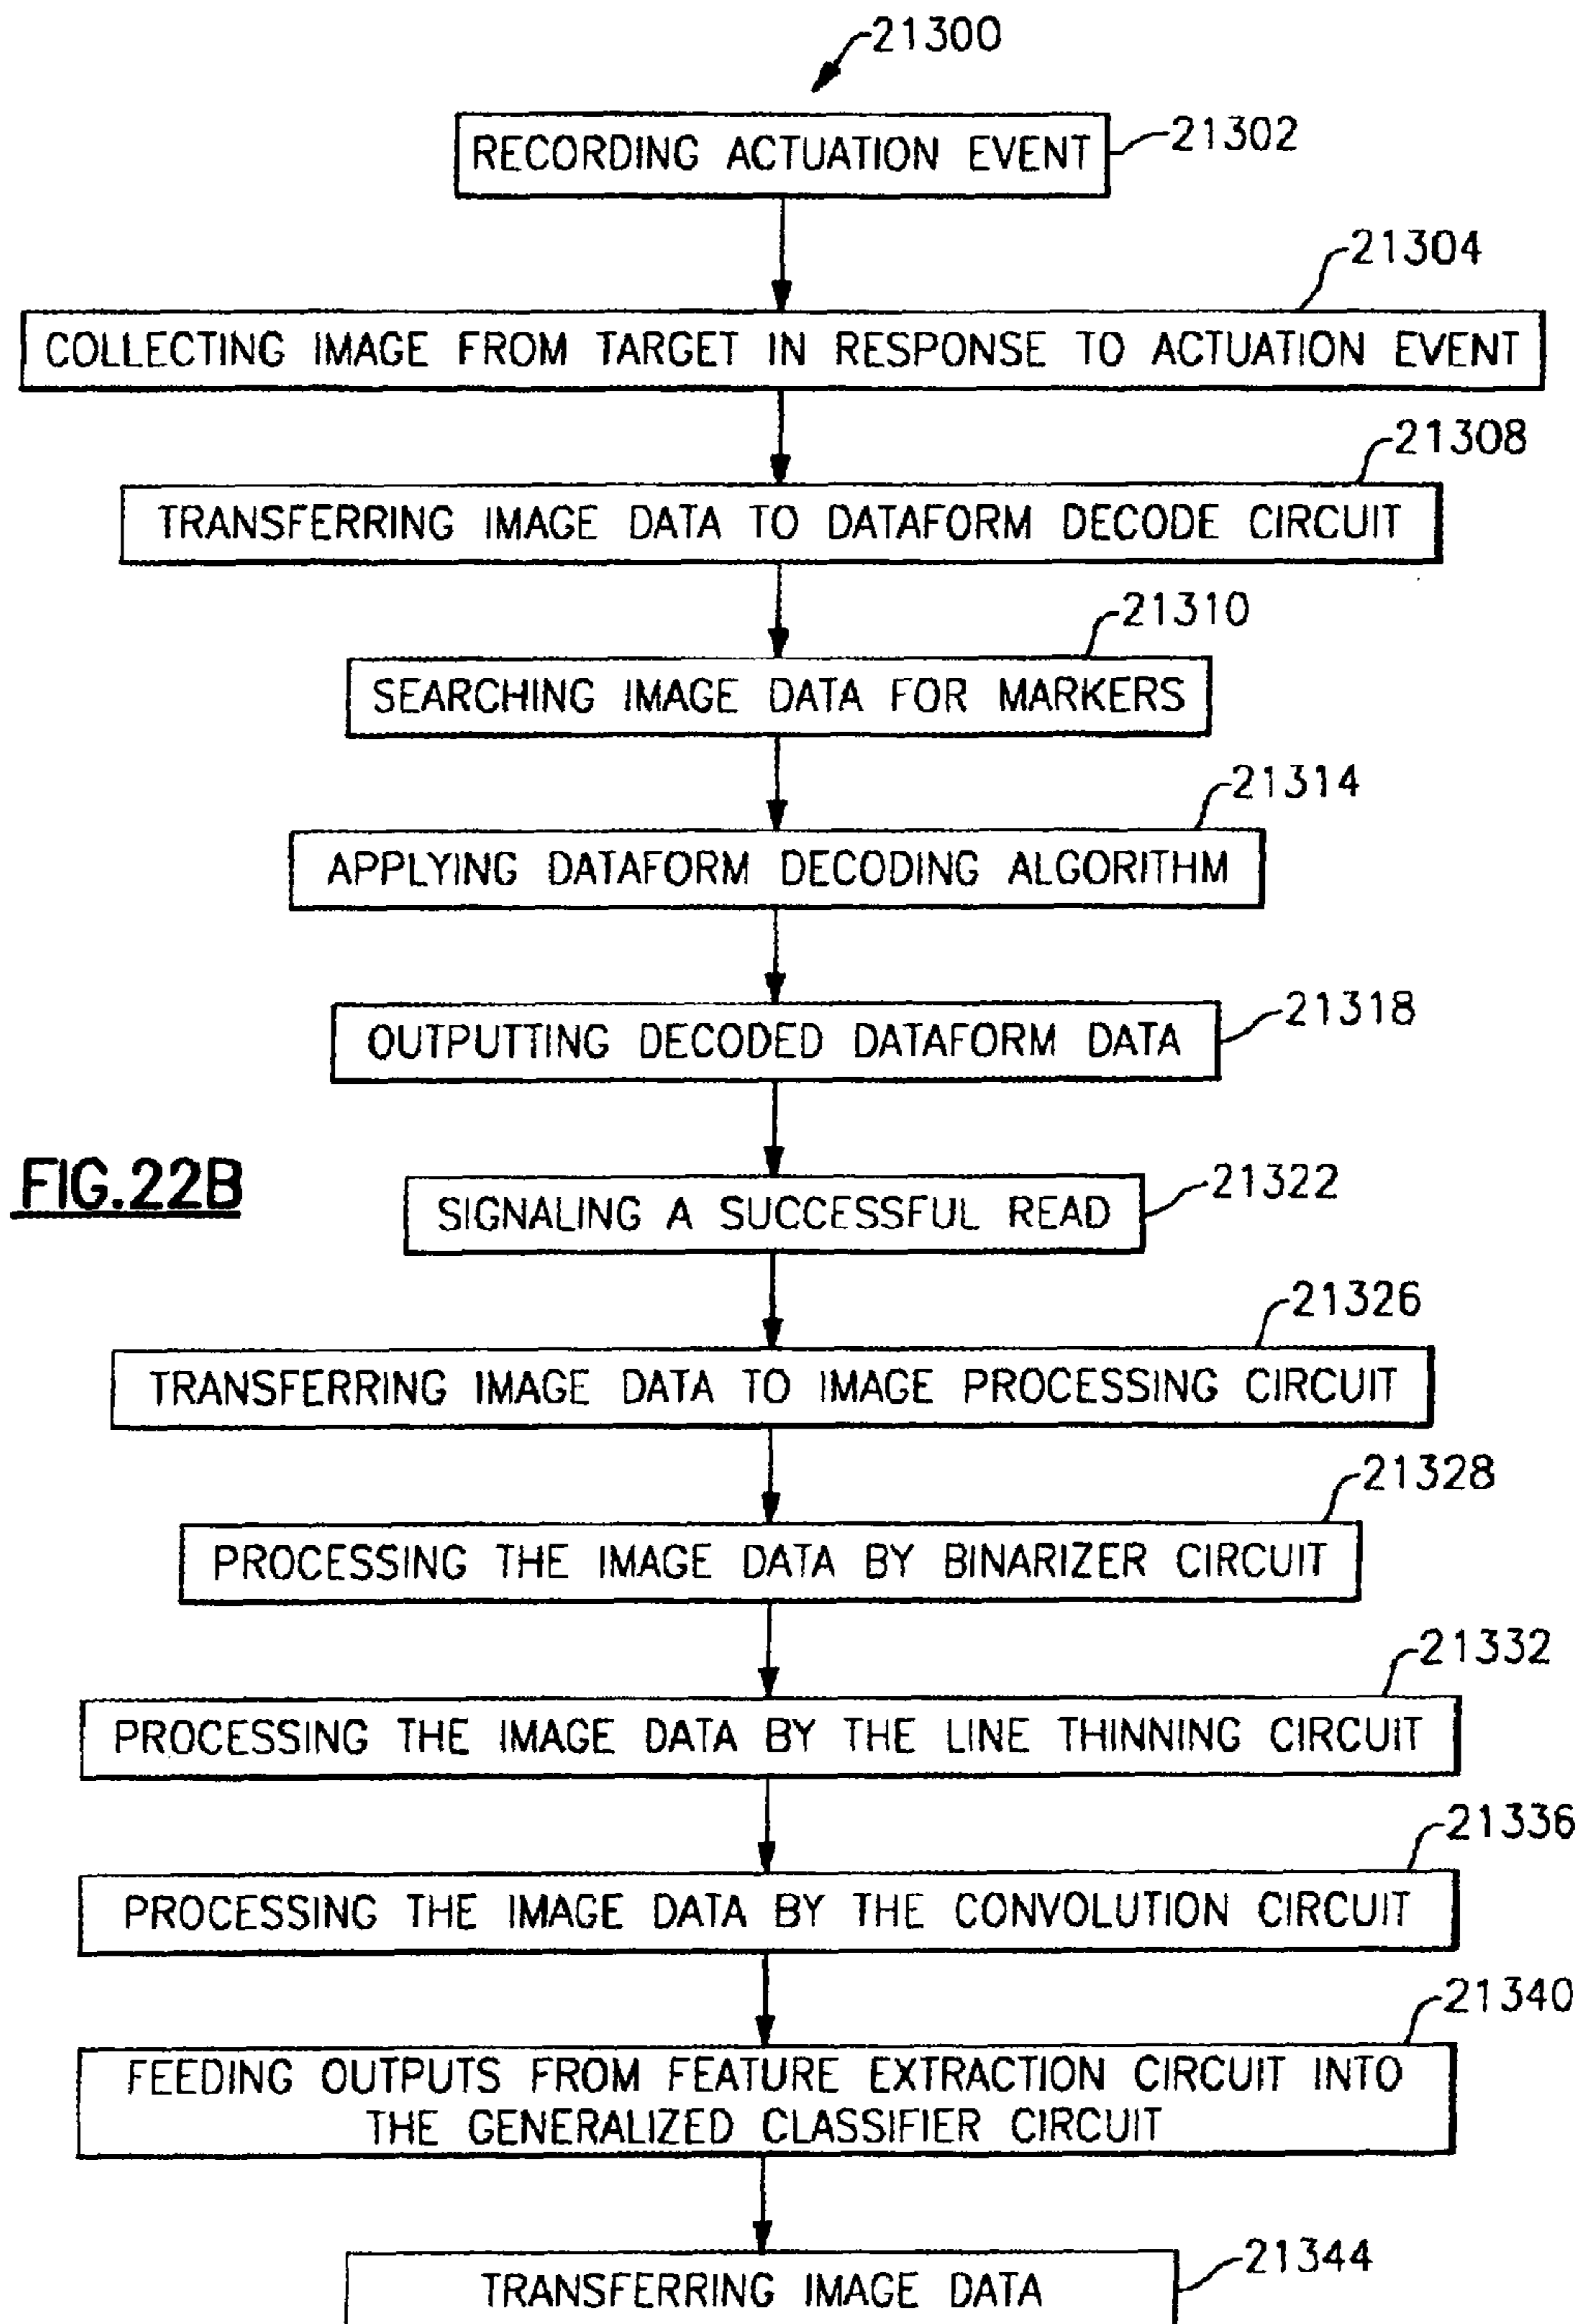 21300
RECORDING ACTUATION EVENT
21302
21304
COLLECTING IMAGE FROM TARGET IN RESPONSE TO ACTUATION EVENT
21308
TRANSFERRING IMAGE DATA TO DATAFORM DECODE CIRCUIT
21310
SEARCHING IMAGE DATA FOR MARKERS
21314
APPLYING DATAFORM DECODING ALGORITHM
OUTPUTTING DECODED DATAFORM DATA
21318
FIG.22B
SIGNALING A SUCCESSFUL READ
21322
21326
TRANSFERRING IMAGE DATA TO IMAGE PROCESSING CIRCUIT
21328
PROCESSING THE IMAGE DATA BY BINARIZER CIRCUIT
21332
PROCESSING THE IMAGE DATA BY THE LINE THINNING CIRCUIT
21336
PROCESSING THE IMAGE DATA BY THE CONVOLUTION CIRCUIT
21340
FEEDING OUTPUTS FROM FEATURE EXTRACTION CIRCUIT INTO
THE GENERALIZED CLASSIFIER CIRCUIT
21344
TRANSFERRING IMAGE DATA